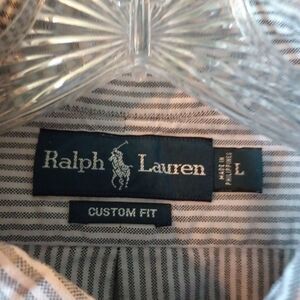 Ralph Lauren
MADE IN
PHILIPPINES
L
CUSTOM FIT